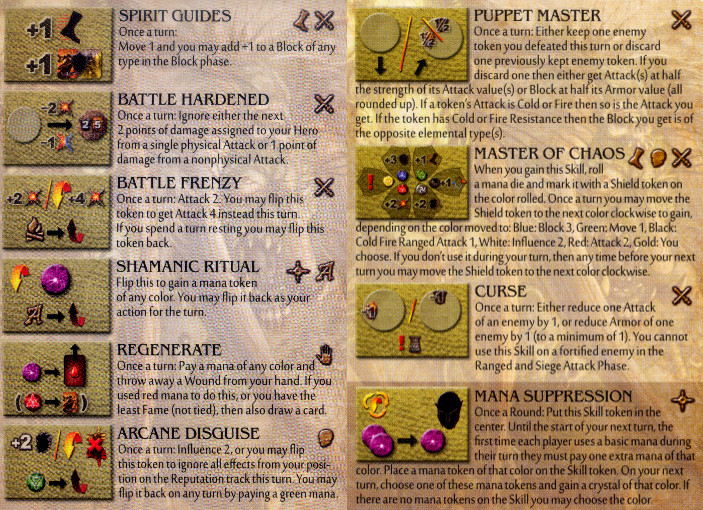 SPIRIT GUIDES
Once a turn:
Move 1 and you may add +1 to a Block of any
type in the Block phase.
+1
+1
BATTLE HARDENED
Once a turn: Ignore either the next
2 points of damage assigned to your Hero
from a single physical Attack or 1 point of
damage from a nonphysical Attack.
-2
-1
BATTLE FRENZY
Once a turn: Attack 2. You may flip this
token to get Attack 4 instead this turn.
If you spend a turn resting you may flip this
token back.
+2 / +4
SHAMANIC RITUAL
Flip this to gain a mana token
of any color. You may flip it back as your
action for the turn.
REGENERATE
Once a turn: Pay a mana of any color and
throw away a Wound from your hand. If you
used red mana to do this, or you have the
least Fame (not tied), then also draw a card.
ARCANE DISGUISE
Once a turn: Influence 2, or you may flip
this token to ignore all effects from your posi-
tion on the Reputation track this turn. You may
flip it back on any turn by paying a green mana.
+2 /
PUPPET MASTER
Once a turn: Either keep one enemy
token you defeated this turn or discard
one previously kept enemy token. If you
discard one then either get Attack(s) at half
the strength of its Attack value(s) or Block at half its Armor value (all
rounded up). If a token's Attack is Cold or Fire then so is the Attack you
get. If the token has Cold or Fire Resistance then the Block you get is of
the opposite elemental type(s).
1/2
1/2
MASTER OF CHAOS
When you gain this Skill, roll
a mana die and mark it with a Shield token on
the color rolled. Once a turn you may move the
Shield token to the next color clockwise to gain,
depending on the color moved to: Blue: Block 3, Green: Move 1, Black:
Cold Fire Ranged Attack 1, White: Influence 2, Red: Attack 2, Gold: You
choose. If you don't use it during your turn, then any time before your next
turn you may move the Shield token to the next color clockwise.
+3 +1
! +1
+2 +2
CURSE
Once a turn: Either reduce one Attack
of an enemy by 1, or reduce Armor of one
enemy by 1 (to a minimum of 1). You cannot
use this Skill on a fortified enemy in the
Ranged and Siege Attack Phase.
-1 / -1
!
MANA SUPPRESSION
Once a Round: Put this Skill token in the
center. Until the start of your next turn, the
first time each player uses a basic mana during
their turn they must pay one extra mana of that
color. Place a mana token of that color on the Skill token. On your next
turn, choose one of these mana tokens and gain a crystal of that color. If
there are no mana tokens on the Skill you may choose the color.